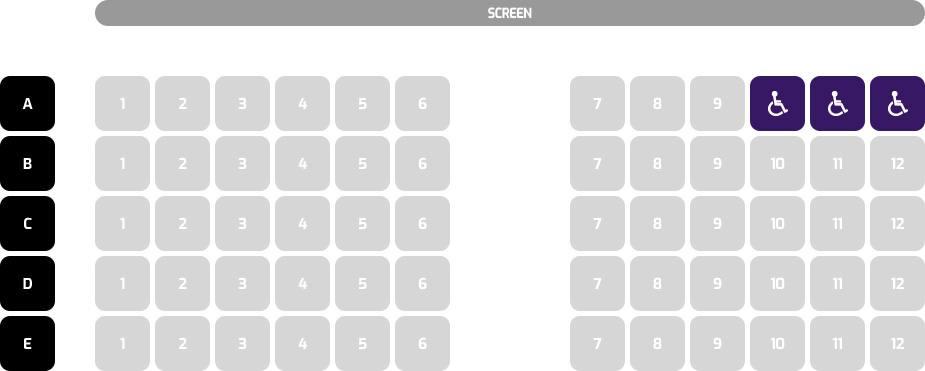 SCREEN
A 1 2 3 4 5 6 7 8 9
B 1 2 3 4 5 6 7 8 9 10 11 12
C 1 2 3 4 5 6 7 8 9 10 11 12
D 1 2 3 4 5 6 7 8 9 10 11 12
E 1 2 3 4 5 6 7 8 9 10 11 12